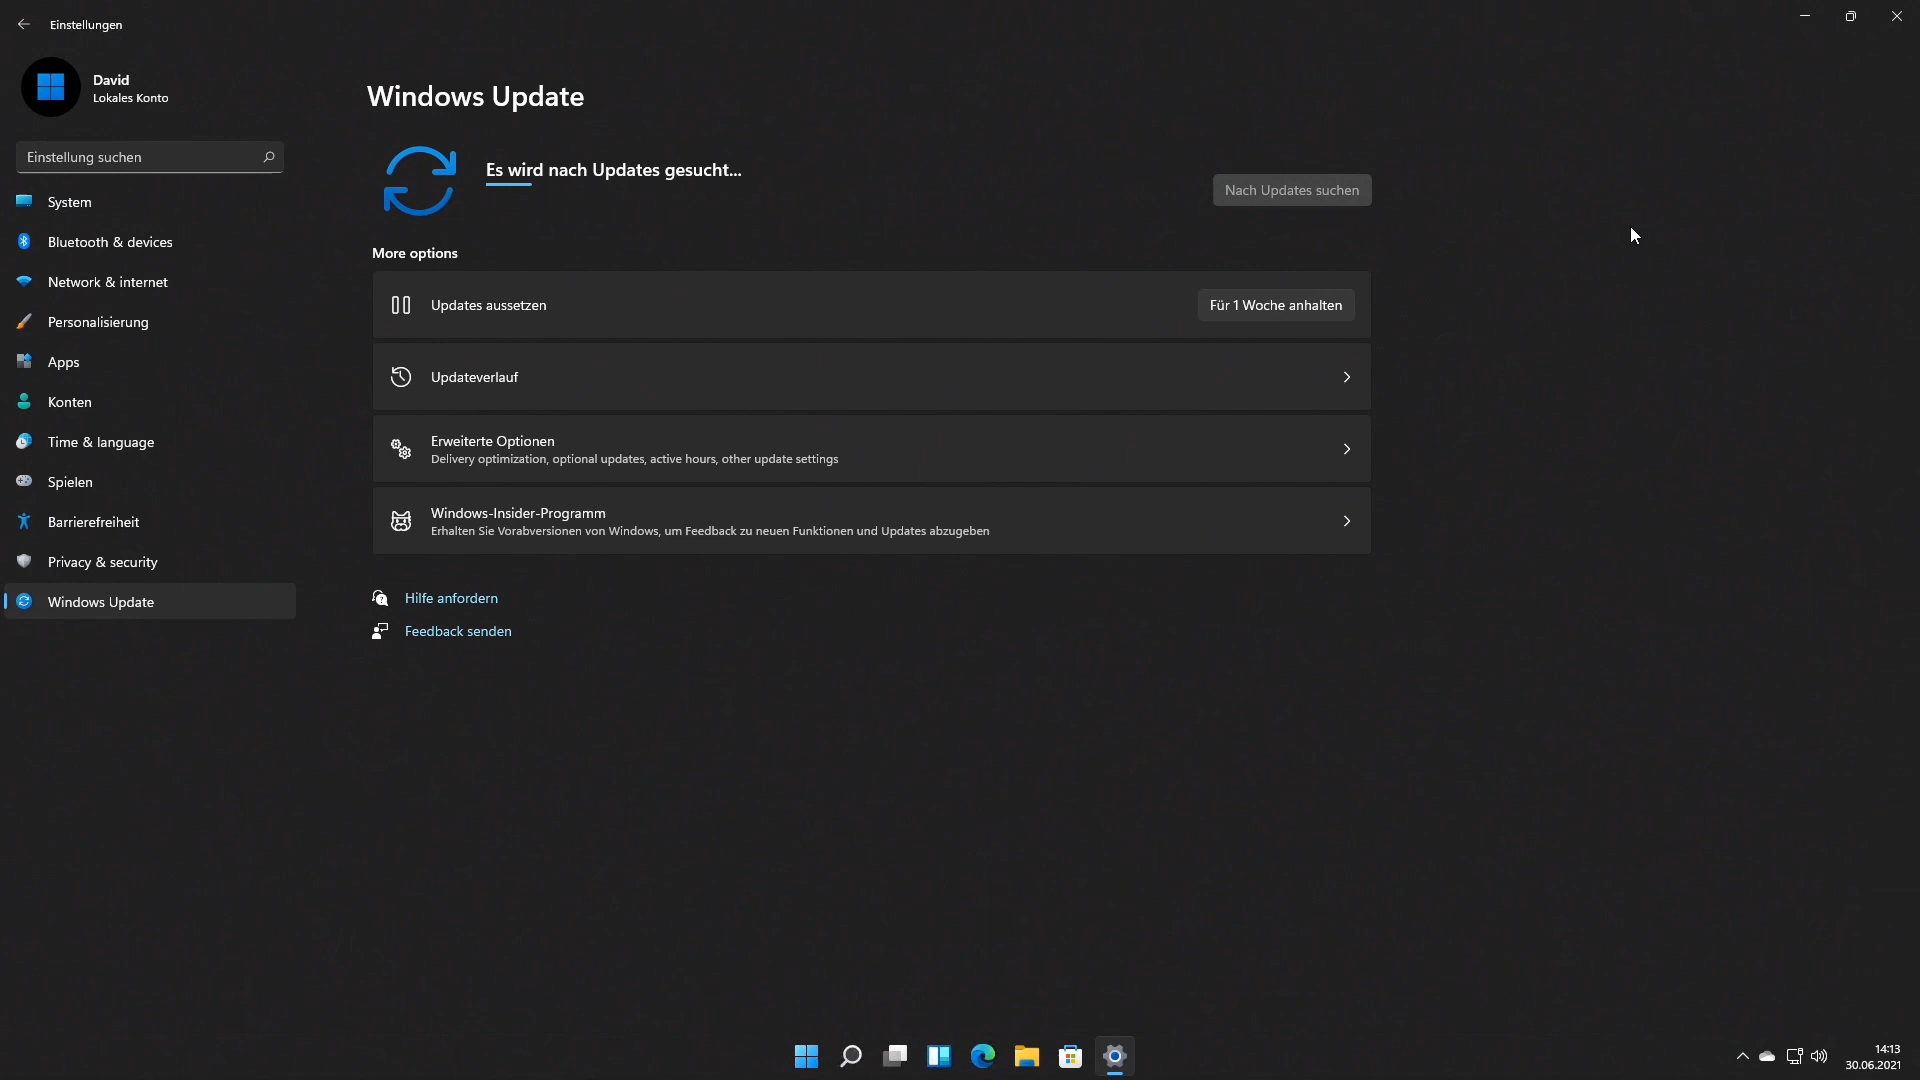 Einstellungen
David
Lokales Konto
Einstellung suchen
System
Bluetooth & devices
Network & internet
Personalisierung
Apps
Konten
Time & language
Spielen
Barrierefreiheit
Privacy & security
Windows Update
Windows Update
Es wird nach Updates gesucht...
Nach Updates suchen
More options
Updates aussetzen
Für 1 Woche anhalten
Updateverlauf
Erweiterte Optionen
Delivery optimization, optional updates, active hours, other update settings
Windows-Insider-Programm
Erhalten Sie Vorabversionen von Windows, um Feedback zu neuen Funktionen und Updates abzugeben
Hilfe anfordern
Feedback senden
14:13
30.06.2021